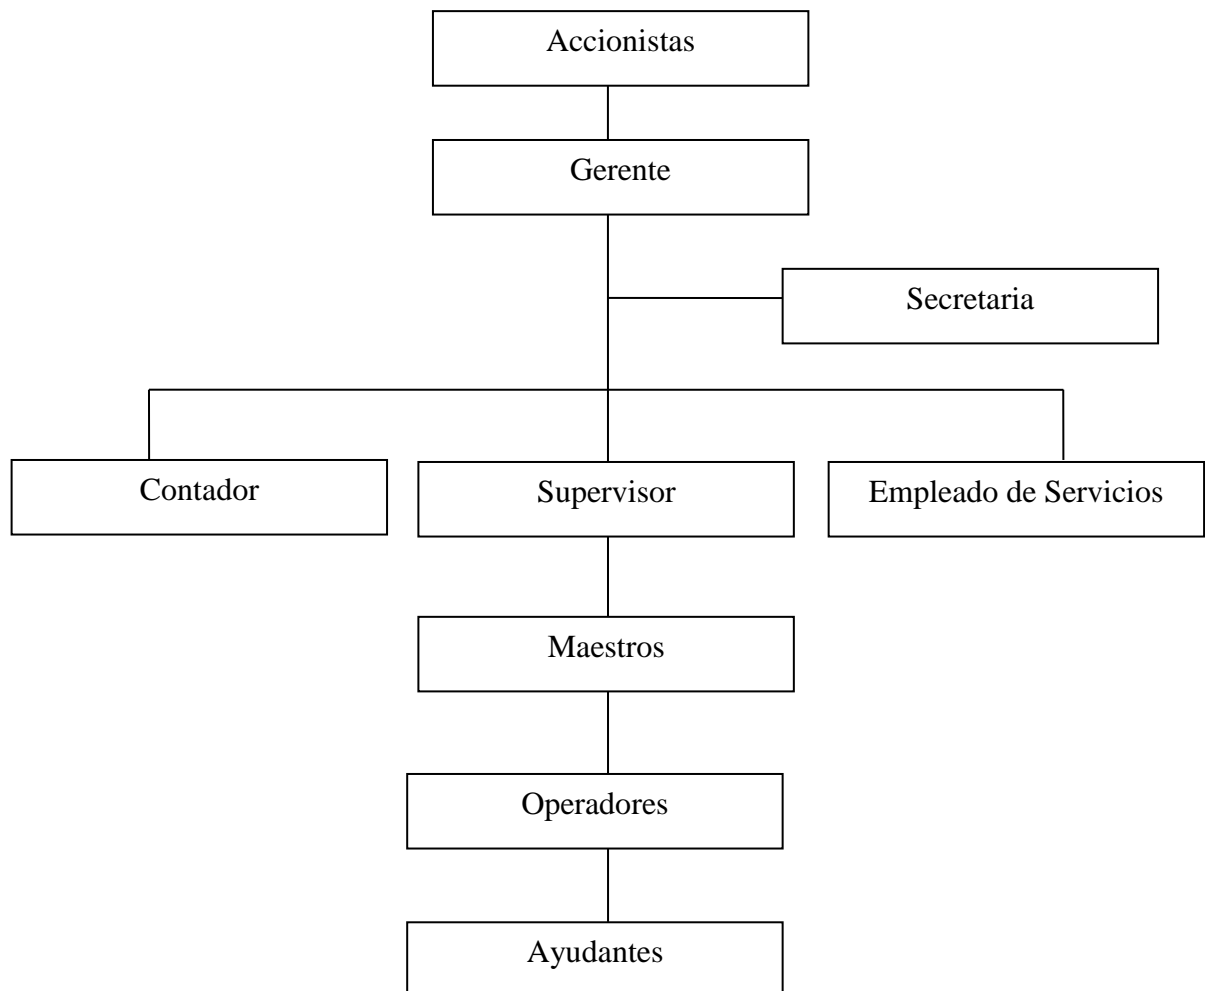 Accionistas
Gerente
Secretaria
Contador
Supervisor
Empleado de Servicios
Maestros
Operadores
Ayudantes